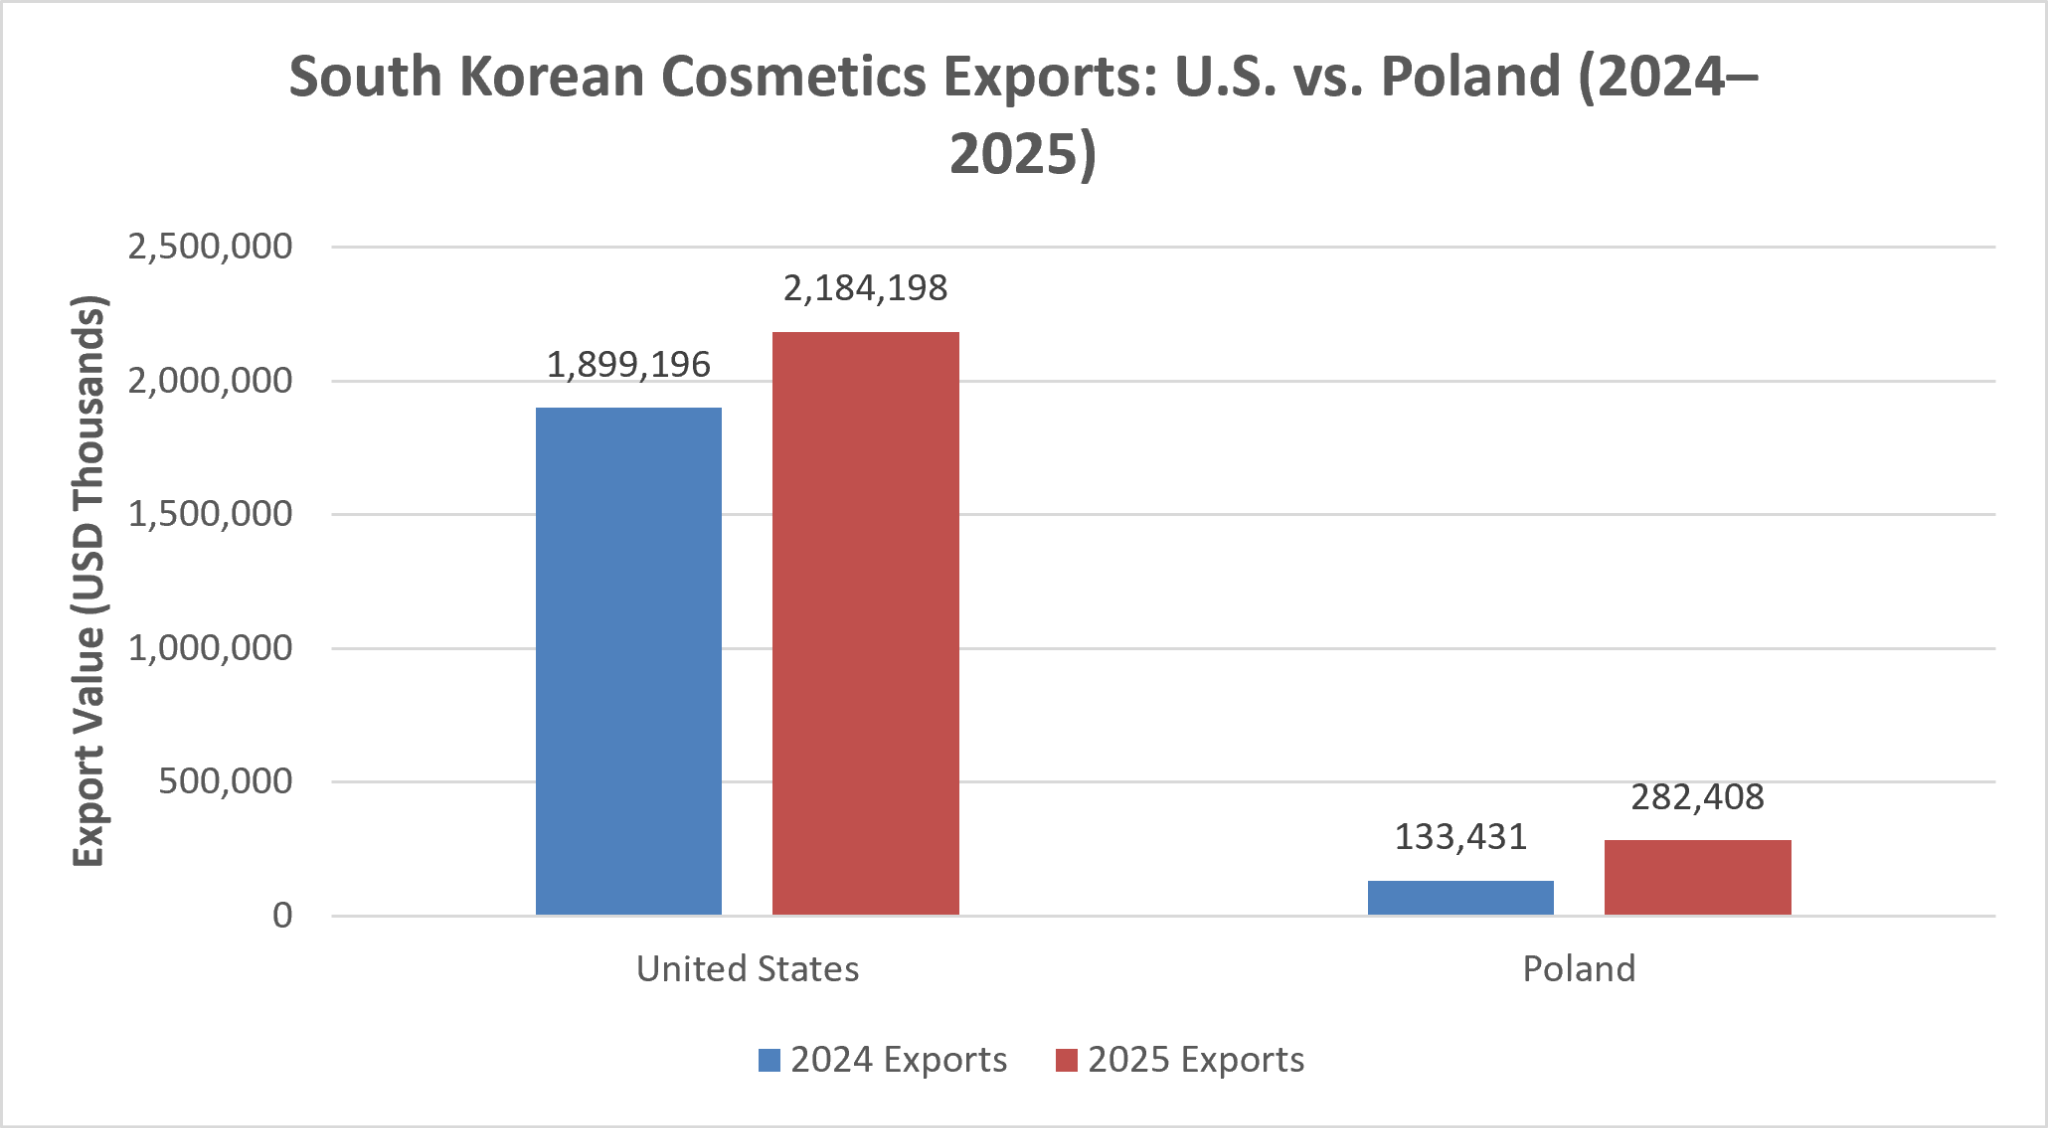 South Korean Cosmetics Exports: U.S. vs. Poland (2024–
2025)
Export Value (USD Thousands)
2,500,000
2,000,000
1,500,000
1,000,000
500,000
0
1,899,196
2,184,198
133,431
282,408
United States
Poland
2024 Exports
2025 Exports